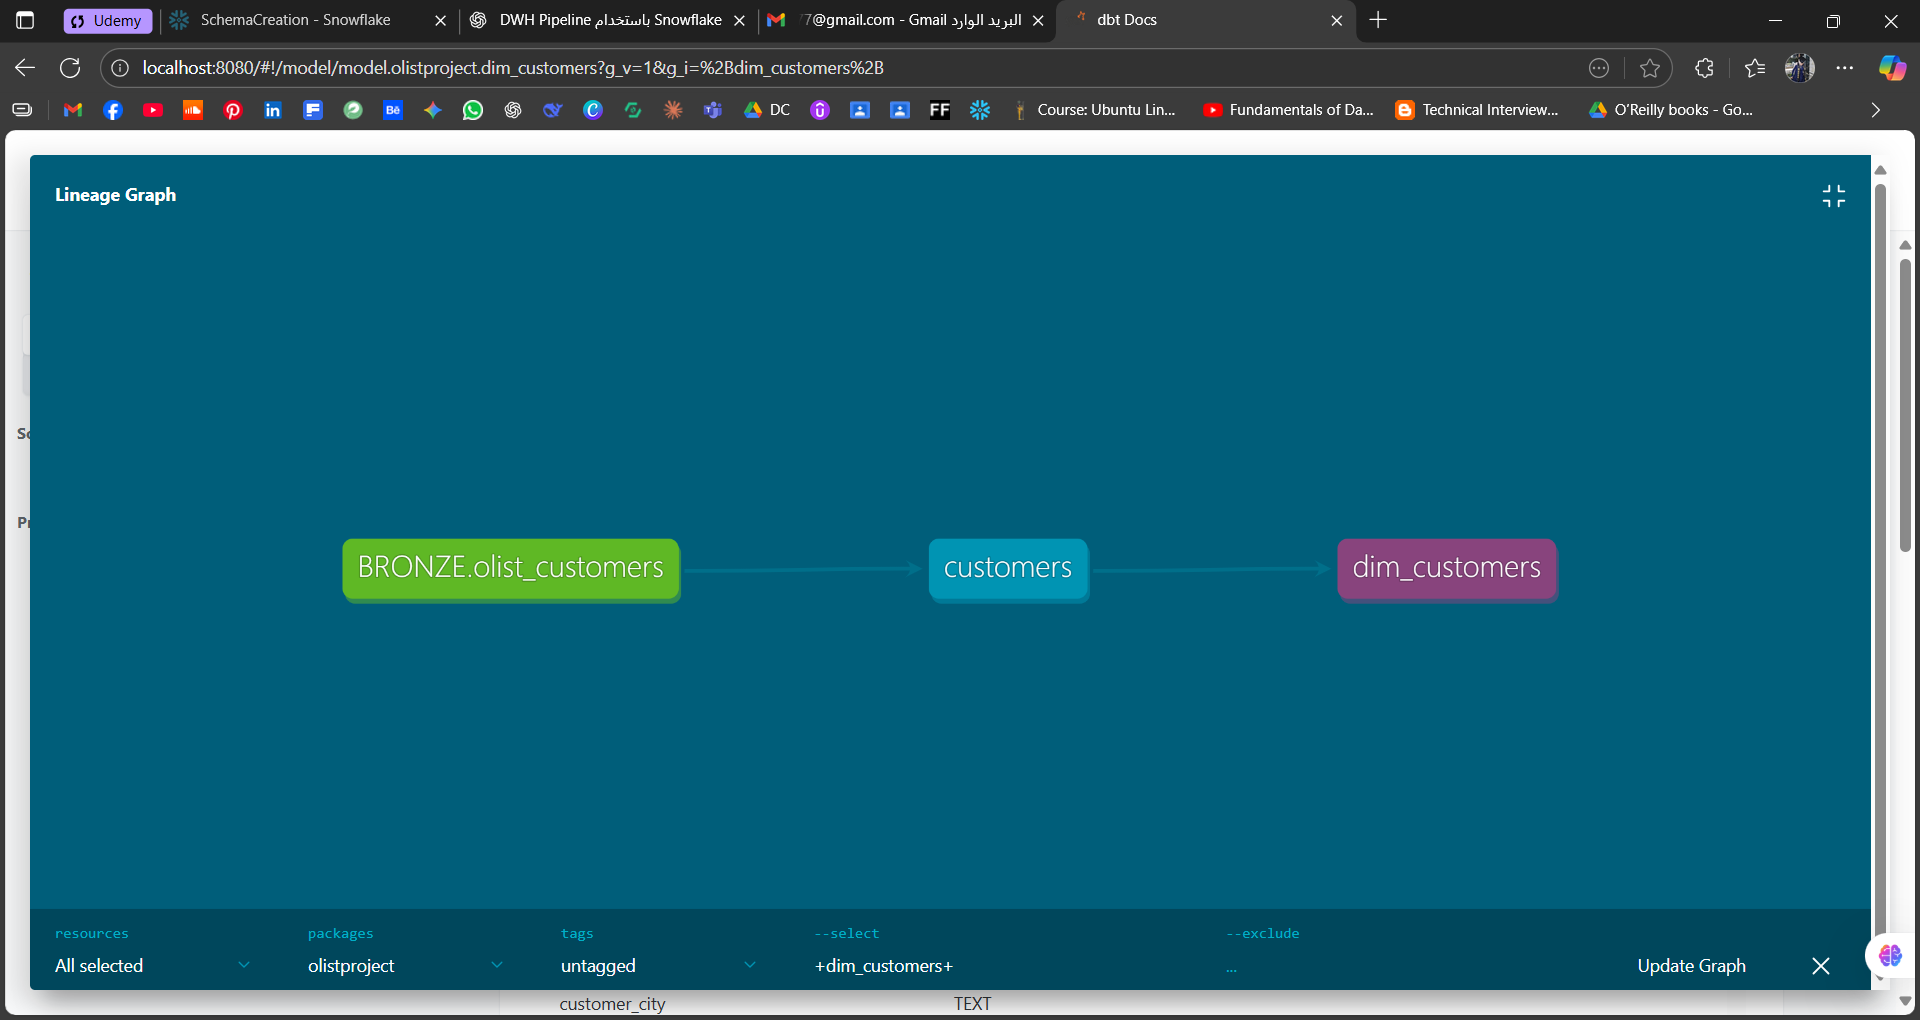 Udemy
SchemaCreation - Snowflake
DWH Pipeline باستخدام Snowflake
7@gmail.com - Gmail البريد الوارد
dbt Docs
localhost:8080/#!/model/model.olistproject.dim_customers?g_v=1&g_i=%2Bdim_customers%2B
DC
Course: Ubuntu Lin...
Fundamentals of Da...
Technical Interview...
O'Reilly books - Go...
Lineage Graph
BRONZE.olist_customers
customers
dim_customers
resources
All selected
packages
olistproject
tags
untagged
--select
+dim_customers+
--exclude
...
Update Graph
customer_city
TEXT